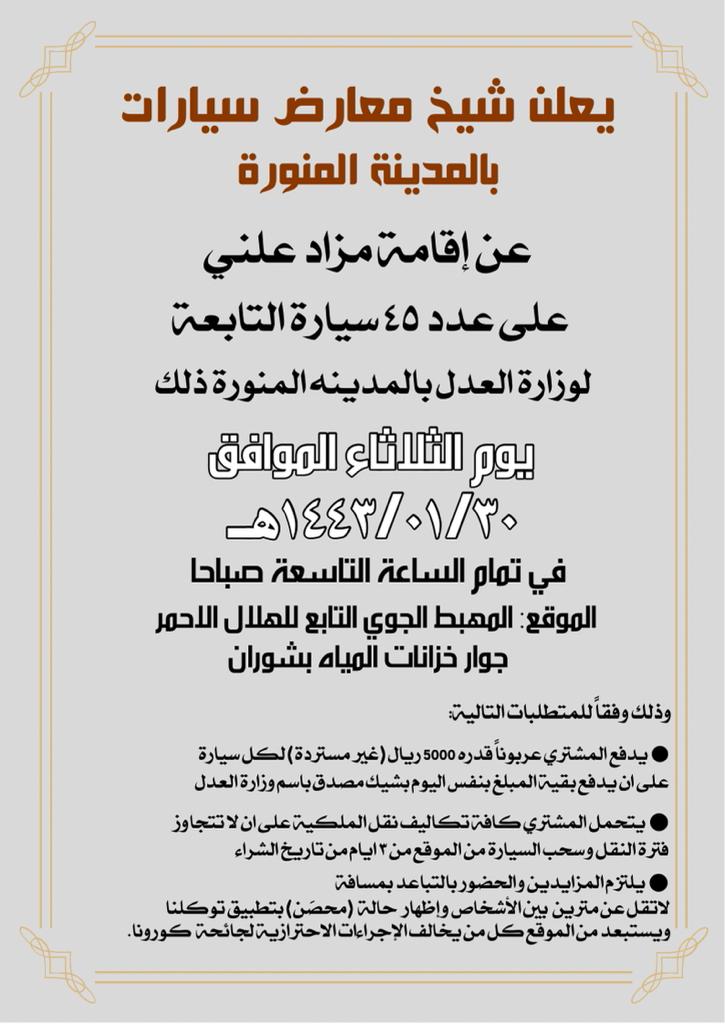 يعلن شيخ معارض سيارات
بالمدينة المنورة
عن إقامة مزاد علني
على عدد ٤٥ سيارة التابعة
لوزارة العدل بالمدينه المنورة ذلك
يوم الثلاثاء الموافق
١٤٤٣/٠١/٣٠هـ
في تمام الساعة التاسعة صباحا
الموقع: المهبط الجوي التابع للهلال الاحمر
جوار خزانات المياه بشوران
وذلك وفقاً للمتطلبات التالية:
● يدفع المشتري عربوناً قدره 5000 ريال (غير مستردة) لكل سيارة
على ان يدفع بقية المبلغ بنفس اليوم بشيك مصدق باسم وزارة العدل
● يتحمل المشتري كافة تكاليف نقل الملكية على ان لا تتجاوز
فترة النقل وسحب السيارة من الموقع من ٣ ايام من تاريخ الشراء
● يلتزم المزايدين والحضور بالتباعد بمسافة
لاتقل عن مترين بين الأشخاص وإظهار حالة (محصَن) بتطبيق توكلنا
ويستبعد من الموقع كل من يخالف الإجراءات الاحترازية لجائحة كورونا.